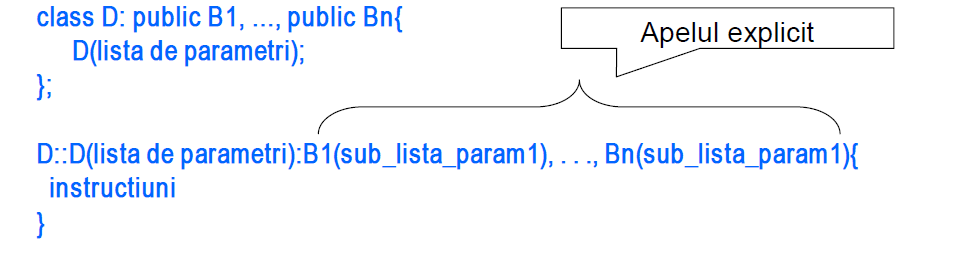 class D: public B1, ..., public Bn{
D(lista de parametri);
};
Apelul explicit
D::D(lista de parametri):B1(sub_lista_param1), . . ., Bn(sub_lista_param1){
instructiuni
}